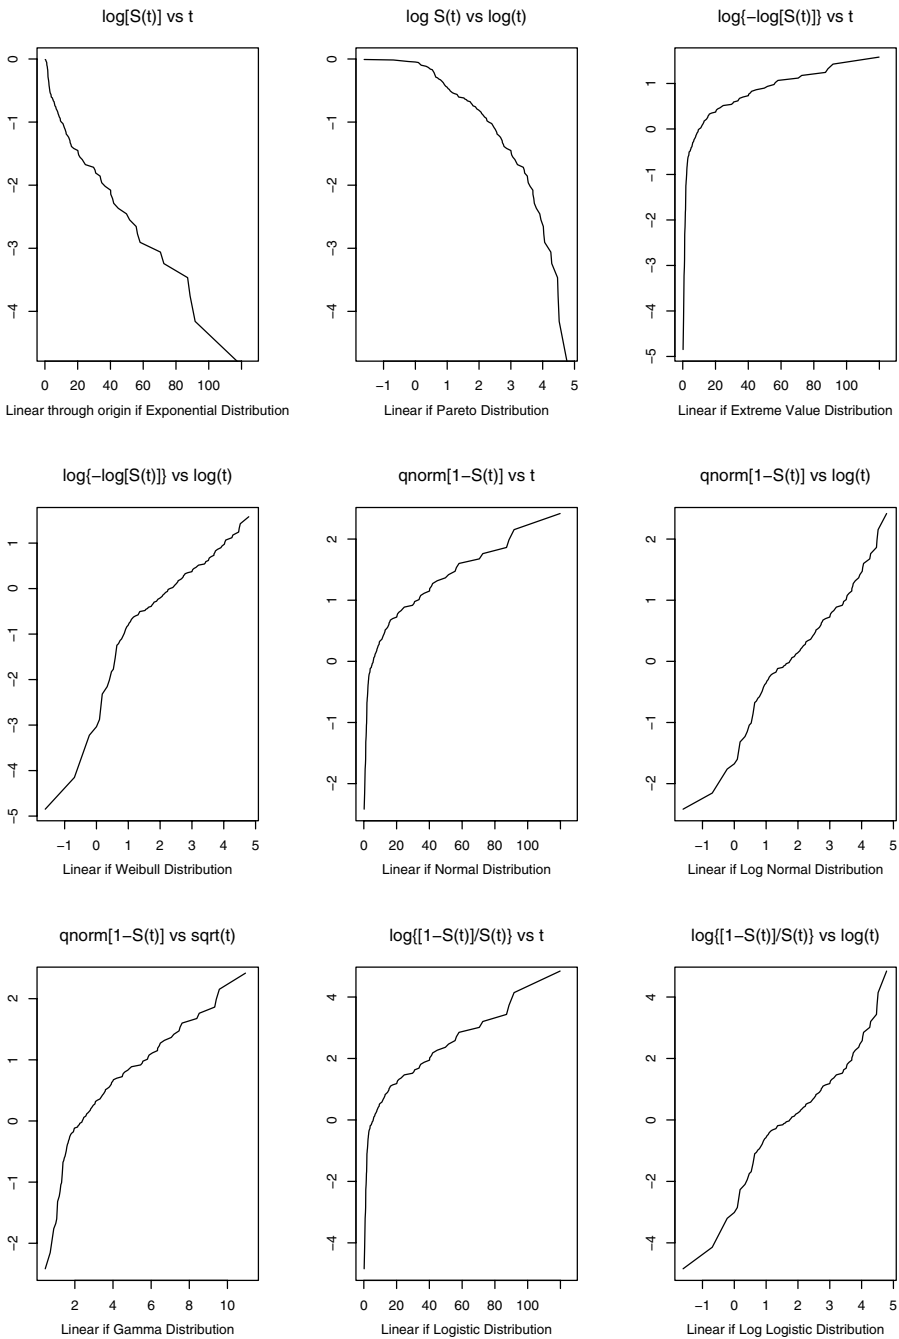 log[S(t)] vs t
log S(t) vs log(t)
log{−log[S(t)]} vs t
0
−1
−2
−3
−4
0 20 40 60 80 100
Linear through origin if Exponential Distribution
0
−1
−2
−3
−4
−1 0 1 2 3 4 5
Linear if Pareto Distribution
1
0
−1
−2
−3
−4
−5
0 20 40 60 80 100
Linear if Extreme Value Distribution
log{−log[S(t)]} vs log(t)
qnorm[1−S(t)] vs t
qnorm[1−S(t)] vs log(t)
1
0
−1
−2
−3
−4
−5
−1 0 1 2 3 4 5
Linear if Weibull Distribution
2
1
0
−1
−2
0 20 40 60 80 100
Linear if Normal Distribution
2
1
0
−1
−2
−1 0 1 2 3 4 5
Linear if Log Normal Distribution
qnorm[1−S(t)] vs sqrt(t)
log{[1−S(t)]/S(t)} vs t
log{[1−S(t)]/S(t)} vs log(t)
2
1
0
−1
−2
2 4 6 8 10
Linear if Gamma Distribution
4
2
0
−2
−4
0 20 40 60 80 100
Linear if Logistic Distribution
4
2
0
−2
−4
−1 0 1 2 3 4 5
Linear if Log Logistic Distribution